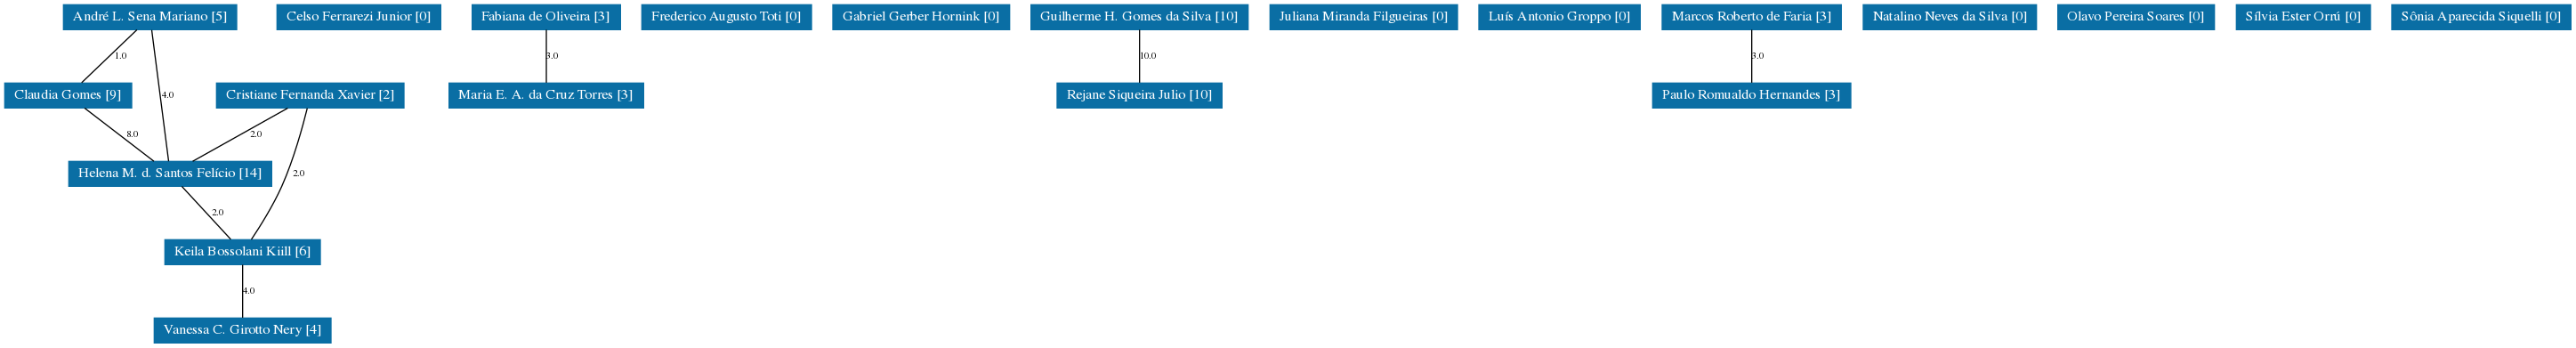 André L. Sena Mariano [5]
Celso Ferrarezi Junior [0]
Fabiana de Oliveira [3]
Frederico Augusto Toti [0]
Gabriel Gerber Hornink [0]
Guilherme H. Gomes da Silva [10]
Juliana Miranda Filgueiras [0]
Luís Antonio Groppo [0]
Marcos Roberto de Faria [3]
Natalino Neves da Silva [0]
Olavo Pereira Soares [0]
Sílvia Ester Orrú [0]
Sônia Aparecida Siquelli [0]
1.0
3.0
10.0
3.0
Claudia Gomes [9]
4.0
Cristiane Fernanda Xavier [2]
Maria E. A. da Cruz Torres [3]
Rejane Siqueira Julio [10]
Paulo Romualdo Hernandes [3]
8.0
2.0
Helena M. d. Santos Felício [14]
2.0
2.0
Keila Bossolani Kiill [6]
4.0
Vanessa C. Girotto Nery [4]